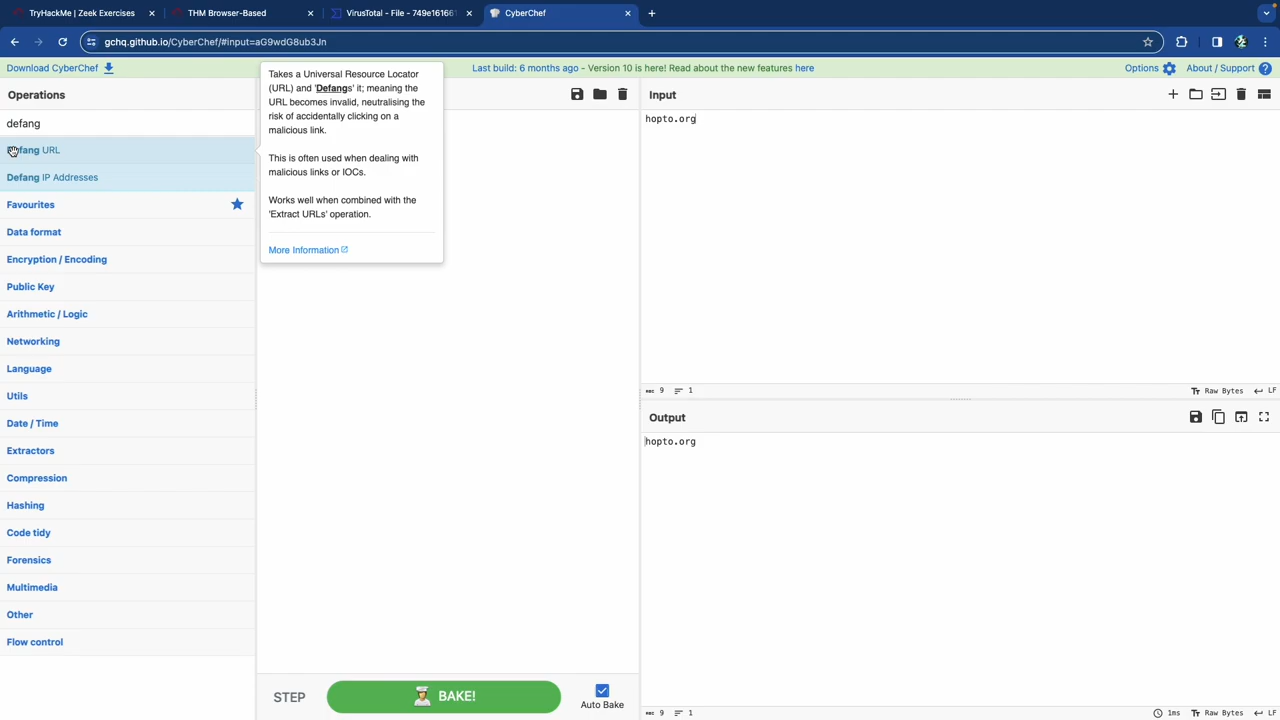 TryHackMe | Zeek Exercises
THM Browser-Based
VirusTotal - File - 749e16166
CyberChef
gchq.github.io/CyberChef/#input=aG9wdG8ub3Jn
Download CyberChef
Last build: 6 months ago - Version 10 is here! Read about the new features here
Options
About / Support
Operations
defang
Defang URL
Defang IP Addresses
Favourites
Data format
Encryption / Encoding
Public Key
Arithmetic / Logic
Networking
Language
Utils
Date / Time
Extractors
Compression
Hashing
Code tidy
Forensics
Multimedia
Other
Flow control
Takes a Universal Resource Locator
(URL) and 'Defangs' it; meaning the
URL becomes invalid, neutralising the
risk of accidentally clicking on a
malicious link.
This is often used when dealing with
malicious links or IOCs.
Works well when combined with the
'Extract URLs' operation.
More Information
STEP
BAKE!
Auto Bake
Input
hopto.org
9 1
Raw Bytes LF
Output
hopto.org
9 1
1ms Raw Bytes LF